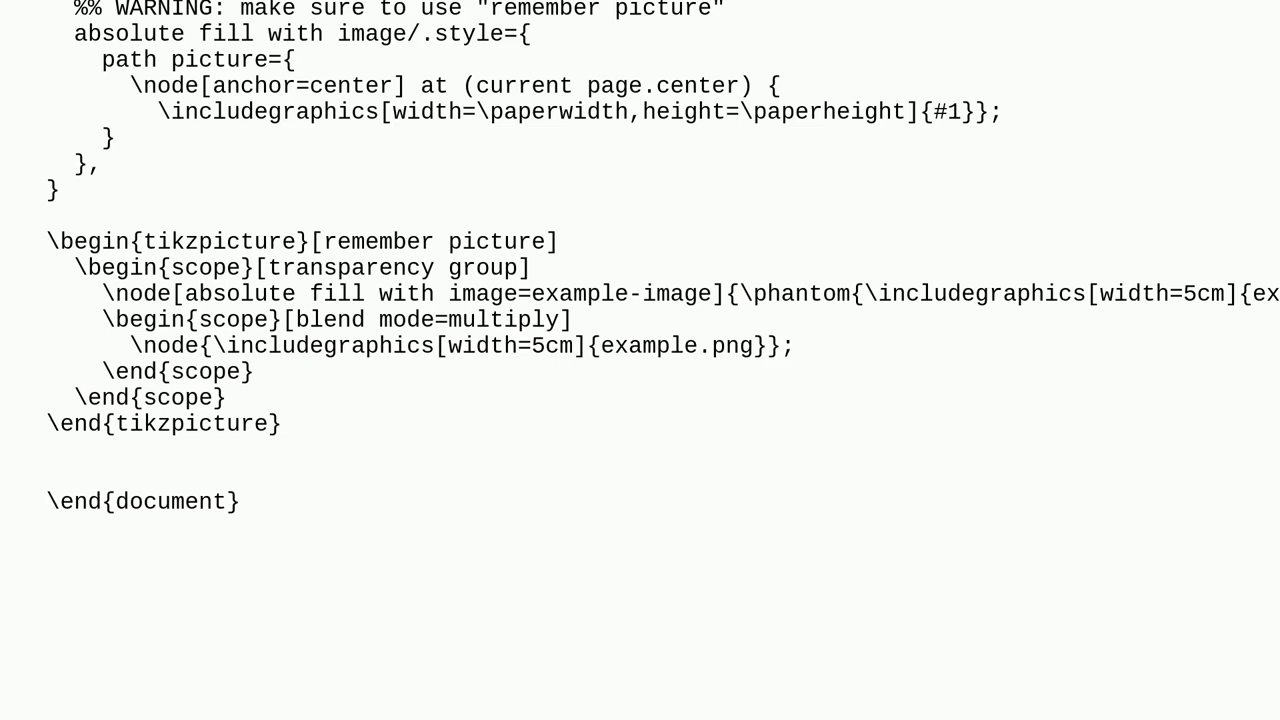 %% WARNING: make sure to use "remember picture"
absolute fill with image/.style={
path picture={
\node[anchor=center] at (current page.center) {
\includegraphics[width=\paperwidth,height=\paperheight]{#1}};
}
},
}
\begin{tikzpicture}[remember picture]
\begin{scope}[transparency group]
\node[absolute fill with image=example-image]{\phantom{\includegraphics[width=5cm]{ex
\begin{scope}[blend mode=multiply]
\node{\includegraphics[width=5cm]{example.png}};
\end{scope}
\end{scope}
\end{tikzpicture}
\end{document}